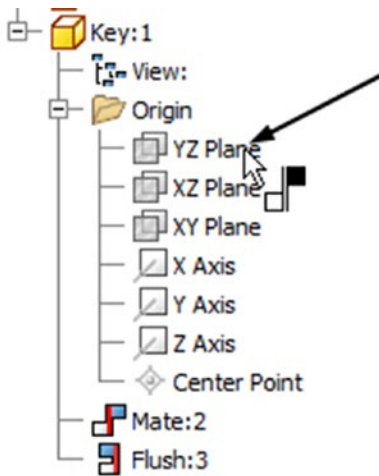 Key:1
View:
Origin
YZ Plane
XZ Plane
XY Plane
X Axis
Y Axis
Z Axis
Center Point
Mate:2
Flush:3